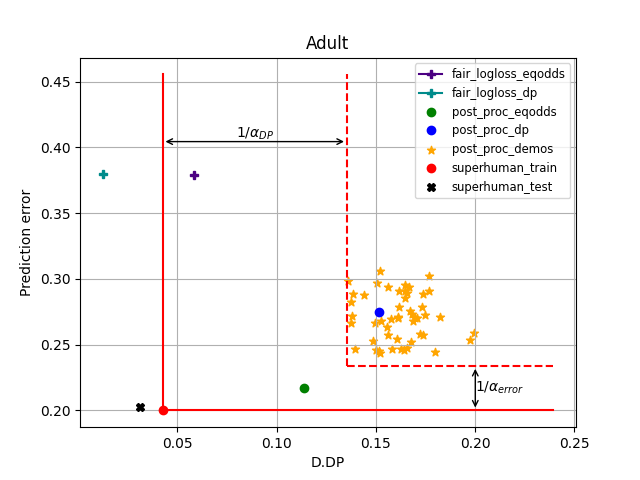 Adult
fair_logloss_eqodds
fair_logloss_dp
post_proc_eqodds
post_proc_dp
post_proc_demos
superhuman_train
superhuman_test
1/α_DP
1/α_error
Prediction error
0.45
0.40
0.35
0.30
0.25
0.20
0.05
0.10
0.15
0.20
0.25
D.DP